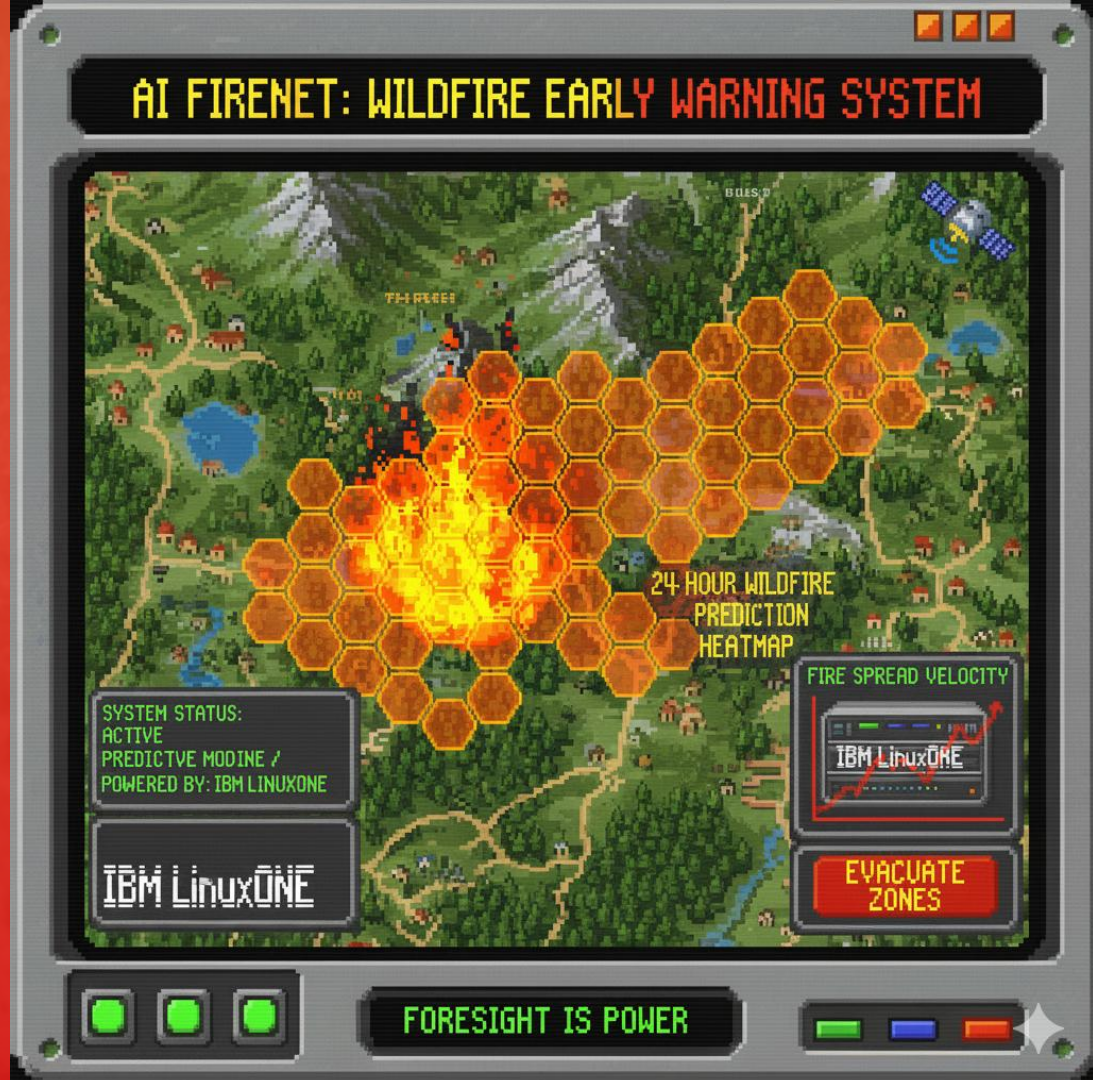 AI FIRENET: WILDFIRE EARLY WARNING SYSTEM
24 HOUR WILDFIRE
PREDICTION
HEATMAP
FIRE SPREAD VELOCITY
IBM LinuxONE
SYSTEM STATUS:
ACTIVE
PREDICTVE MODINE /
POWERED BY: IBM LINUXONE
IBM LinuxONE
EVACUATE
ZONES
FORESIGHT IS POWER